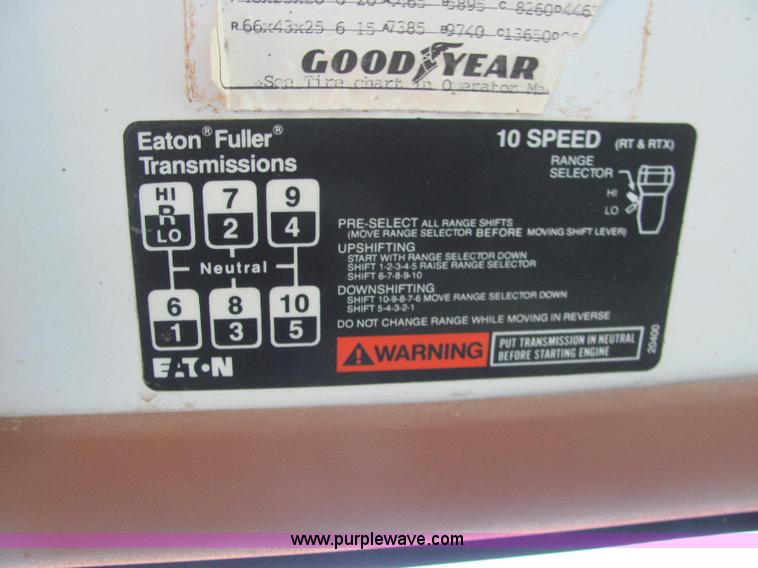 R 66x43x25 6 15 A7385 B9740 C13650
GOODYEAR
See Tire chart in Operator
Eaton® Fuller® Transmissions
10 SPEED (RT & RTX)
RANGE SELECTOR
HI
LO
HI R LO
7 2
9 4
Neutral
6 1
8 3
10 5
PRE-SELECT ALL RANGE SHIFTS
(MOVE RANGE SELECTOR BEFORE MOVING SHIFT LEVER)
UPSHIFTING
START WITH RANGE SELECTOR DOWN
SHIFT 1-2-3-4-5 RAISE RANGE SELECTOR
SHIFT 6-7-8-9-10
DOWNSHIFTING
SHIFT 10-9-8-7-6 MOVE RANGE SELECTOR DOWN
SHIFT 5-4-3-2-1
DO NOT CHANGE RANGE WHILE MOVING IN REVERSE
WARNING
PUT TRANSMISSION IN NEUTRAL
BEFORE STARTING ENGINE
20400
EATON
www.purplewave.com